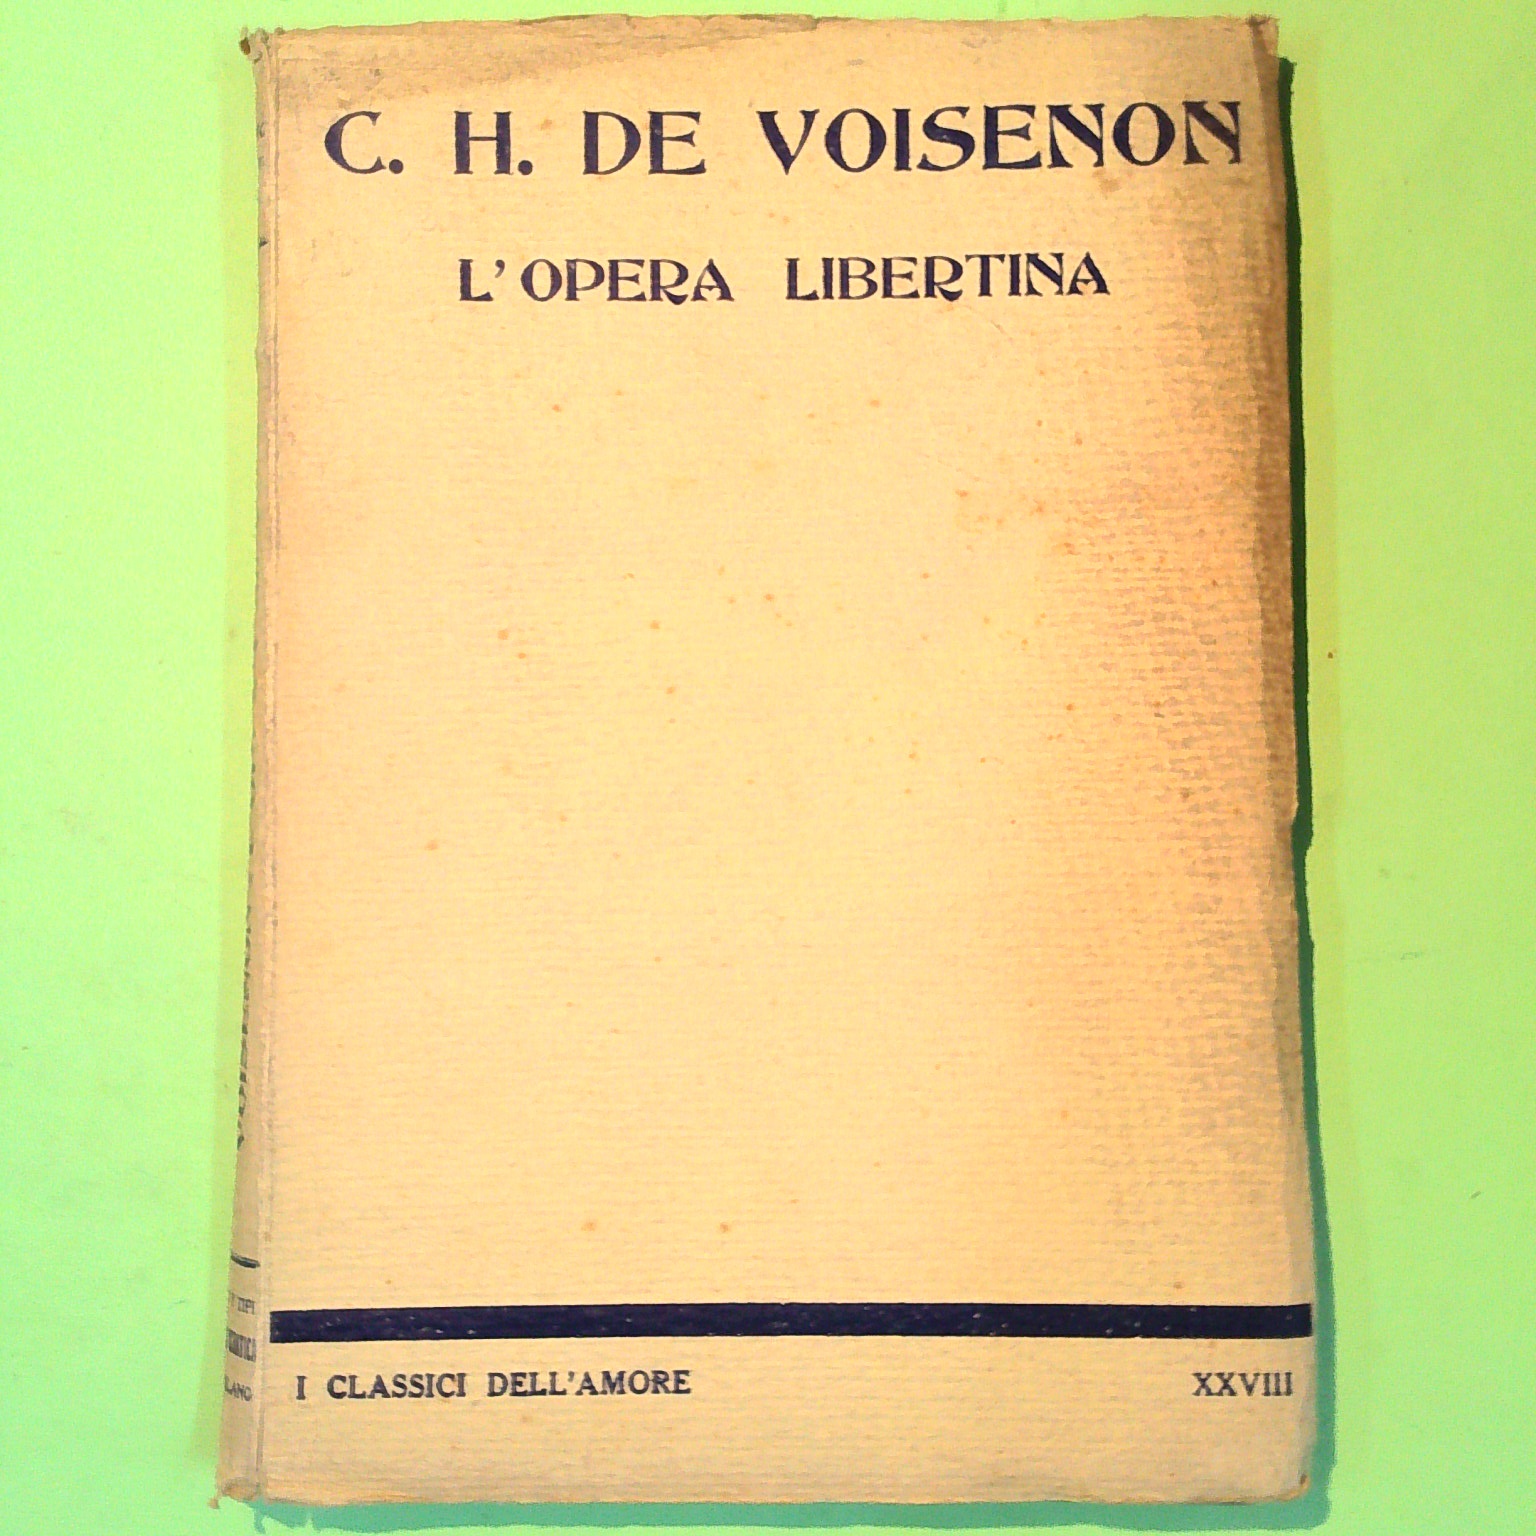 C. H. DE VOISENON
L'OPERA LIBERTINA
I CLASSICI DELL'AMORE
XXVIII